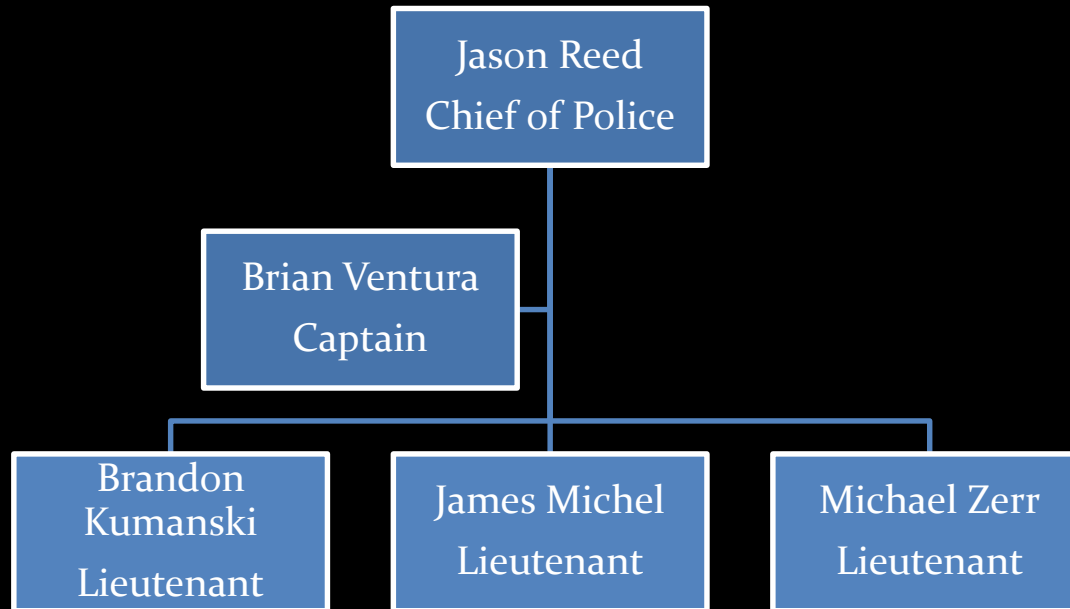 Jason Reed
Chief of Police
Brian Ventura
Captain
Brandon
Kumanski
Lieutenant
James Michel
Lieutenant
Michael Zerr
Lieutenant